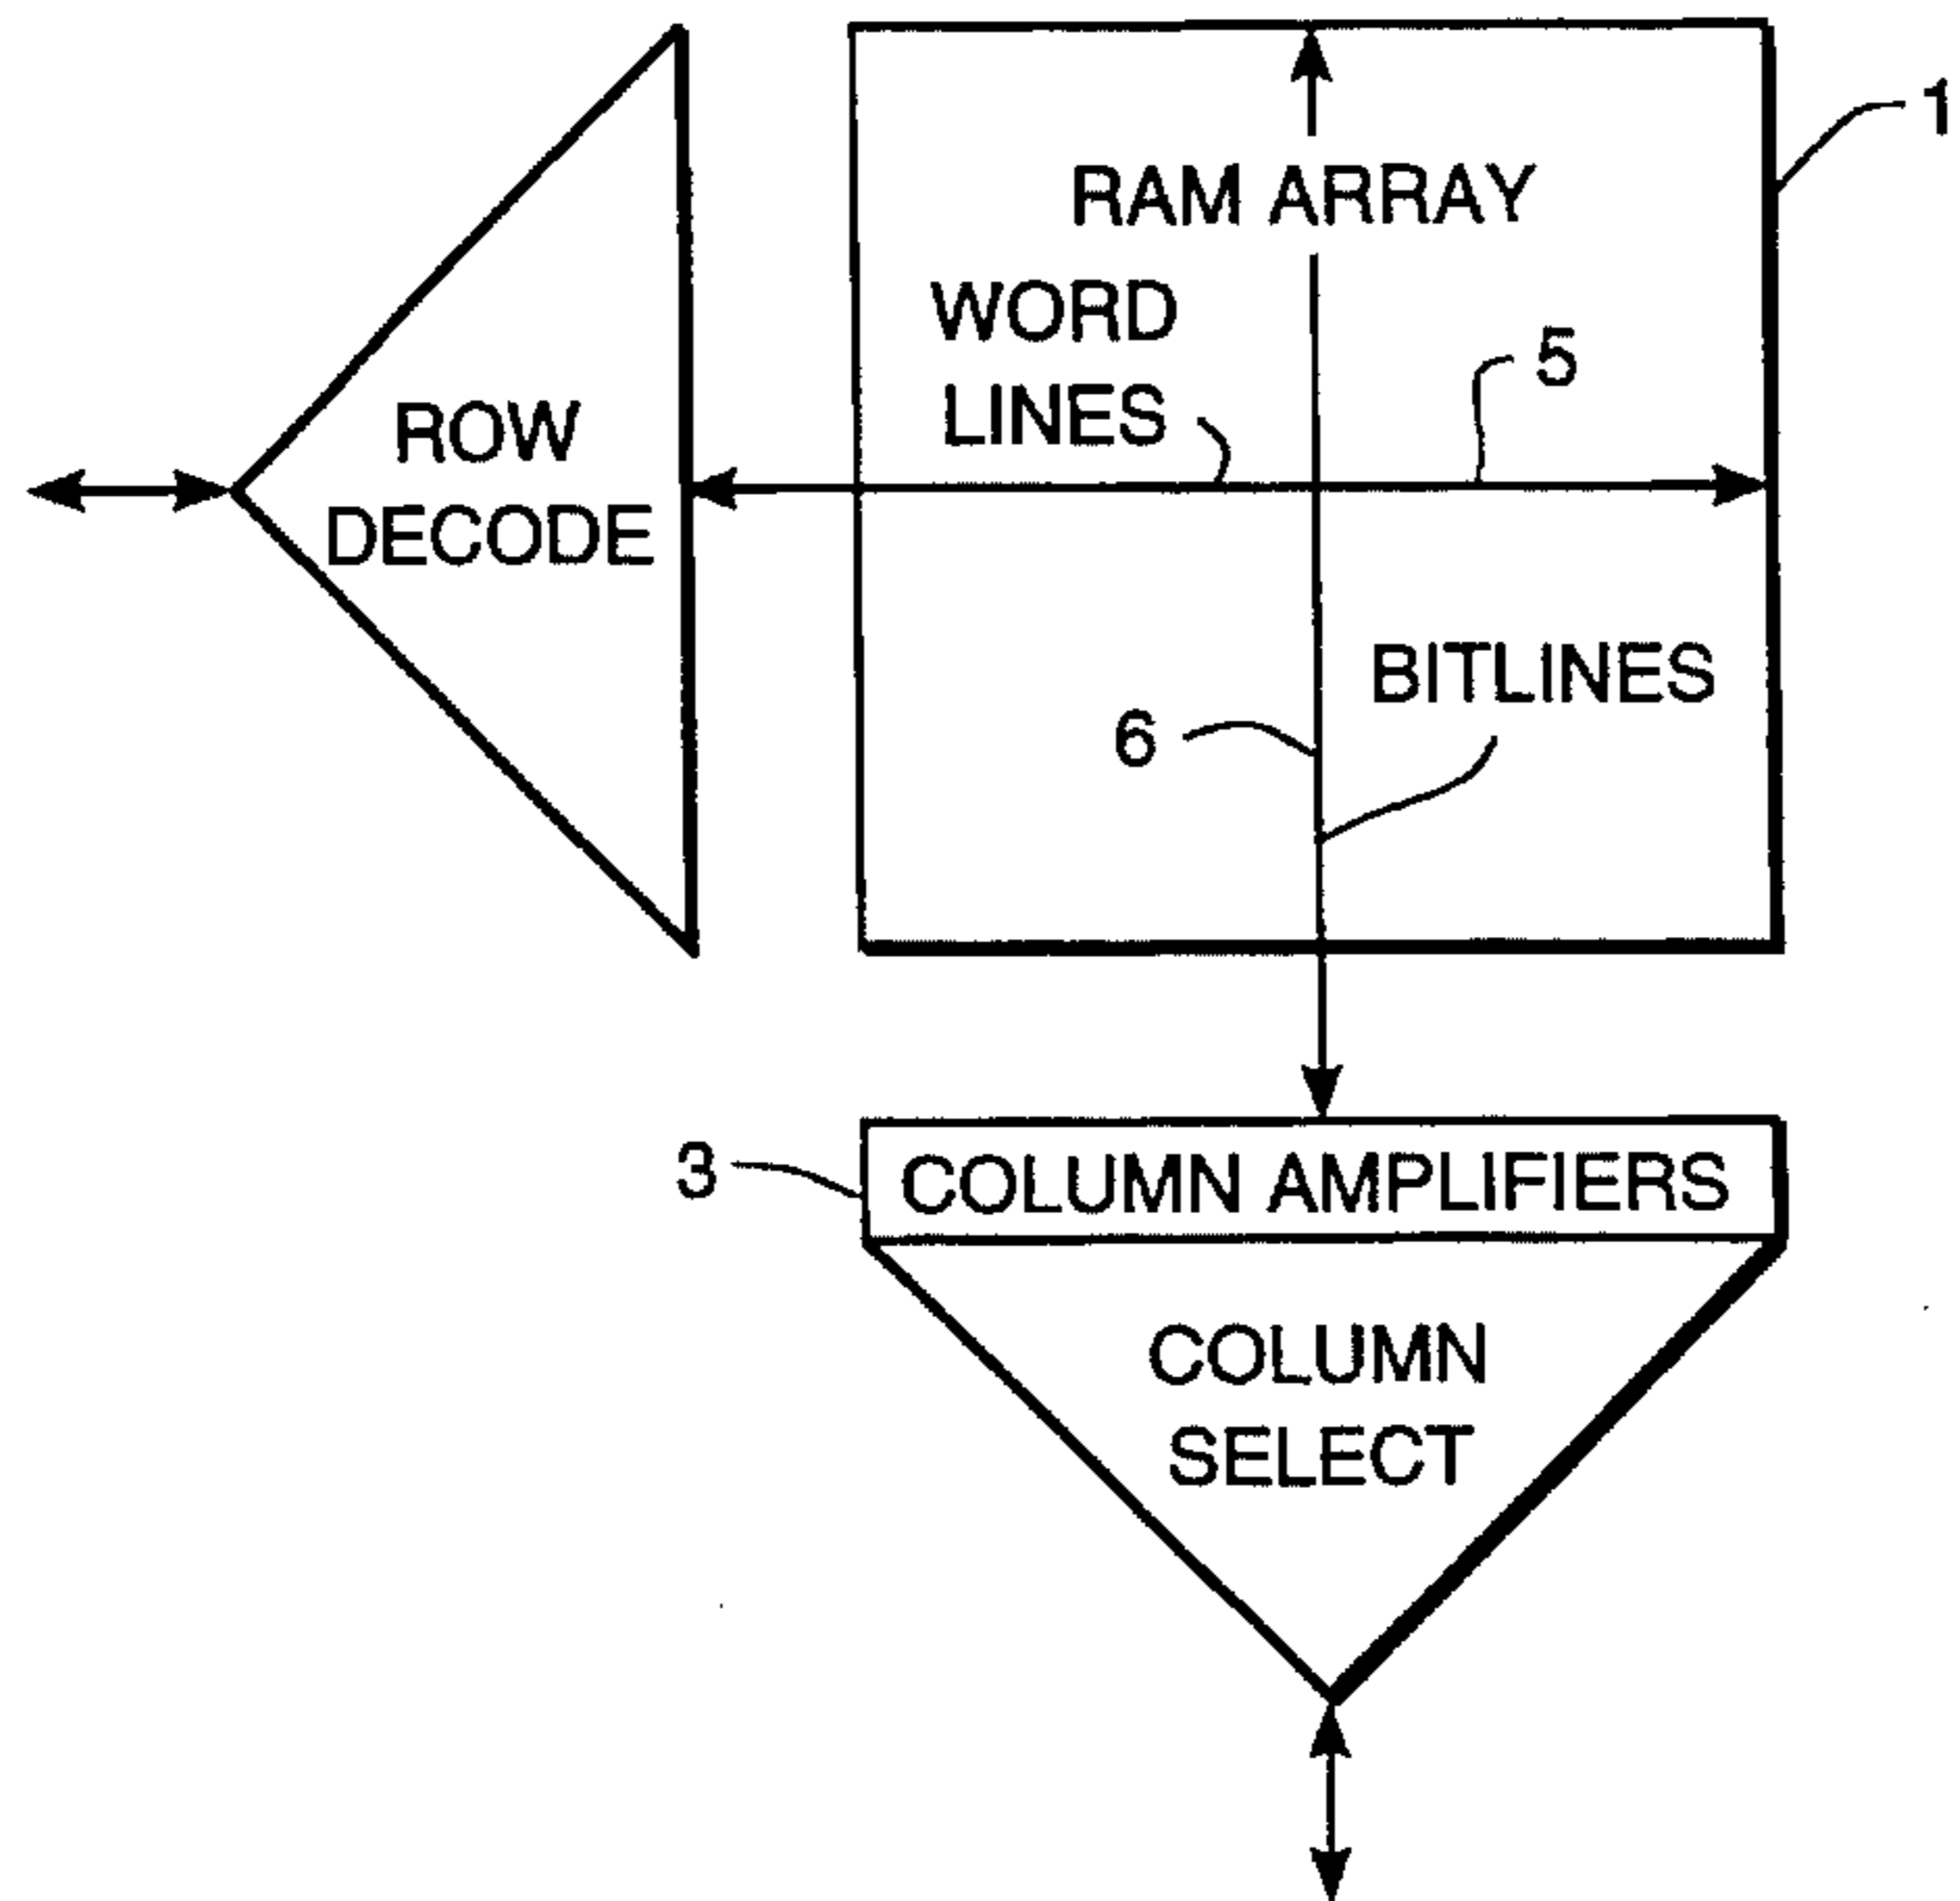 1
RAM ARRAY
WORD
LINES
5
ROW
DECODE
BITLINES
6
3
COLUMN AMPLIFIERS
COLUMN
SELECT